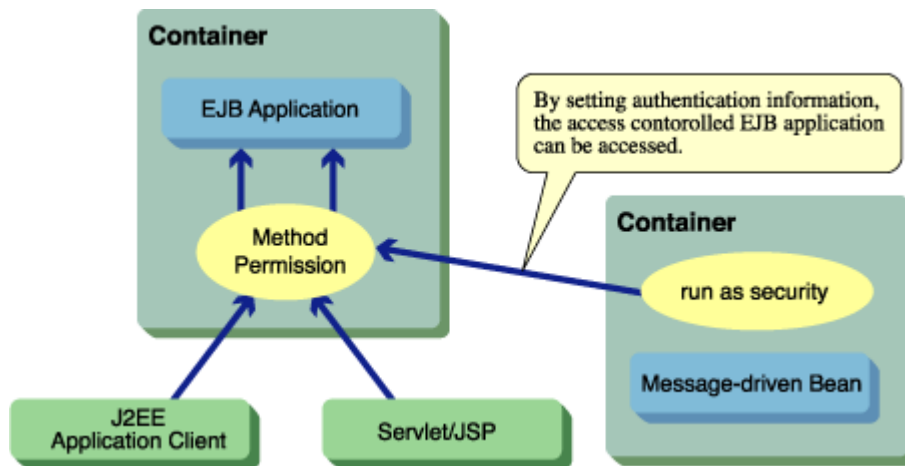 Container
EJB Application
By setting authentication information,
the access contorolled EJB application
can be accessed.
Method
Permission
Container
run as security
Message-driven Bean
J2EE
Application Client
Servlet/JSP